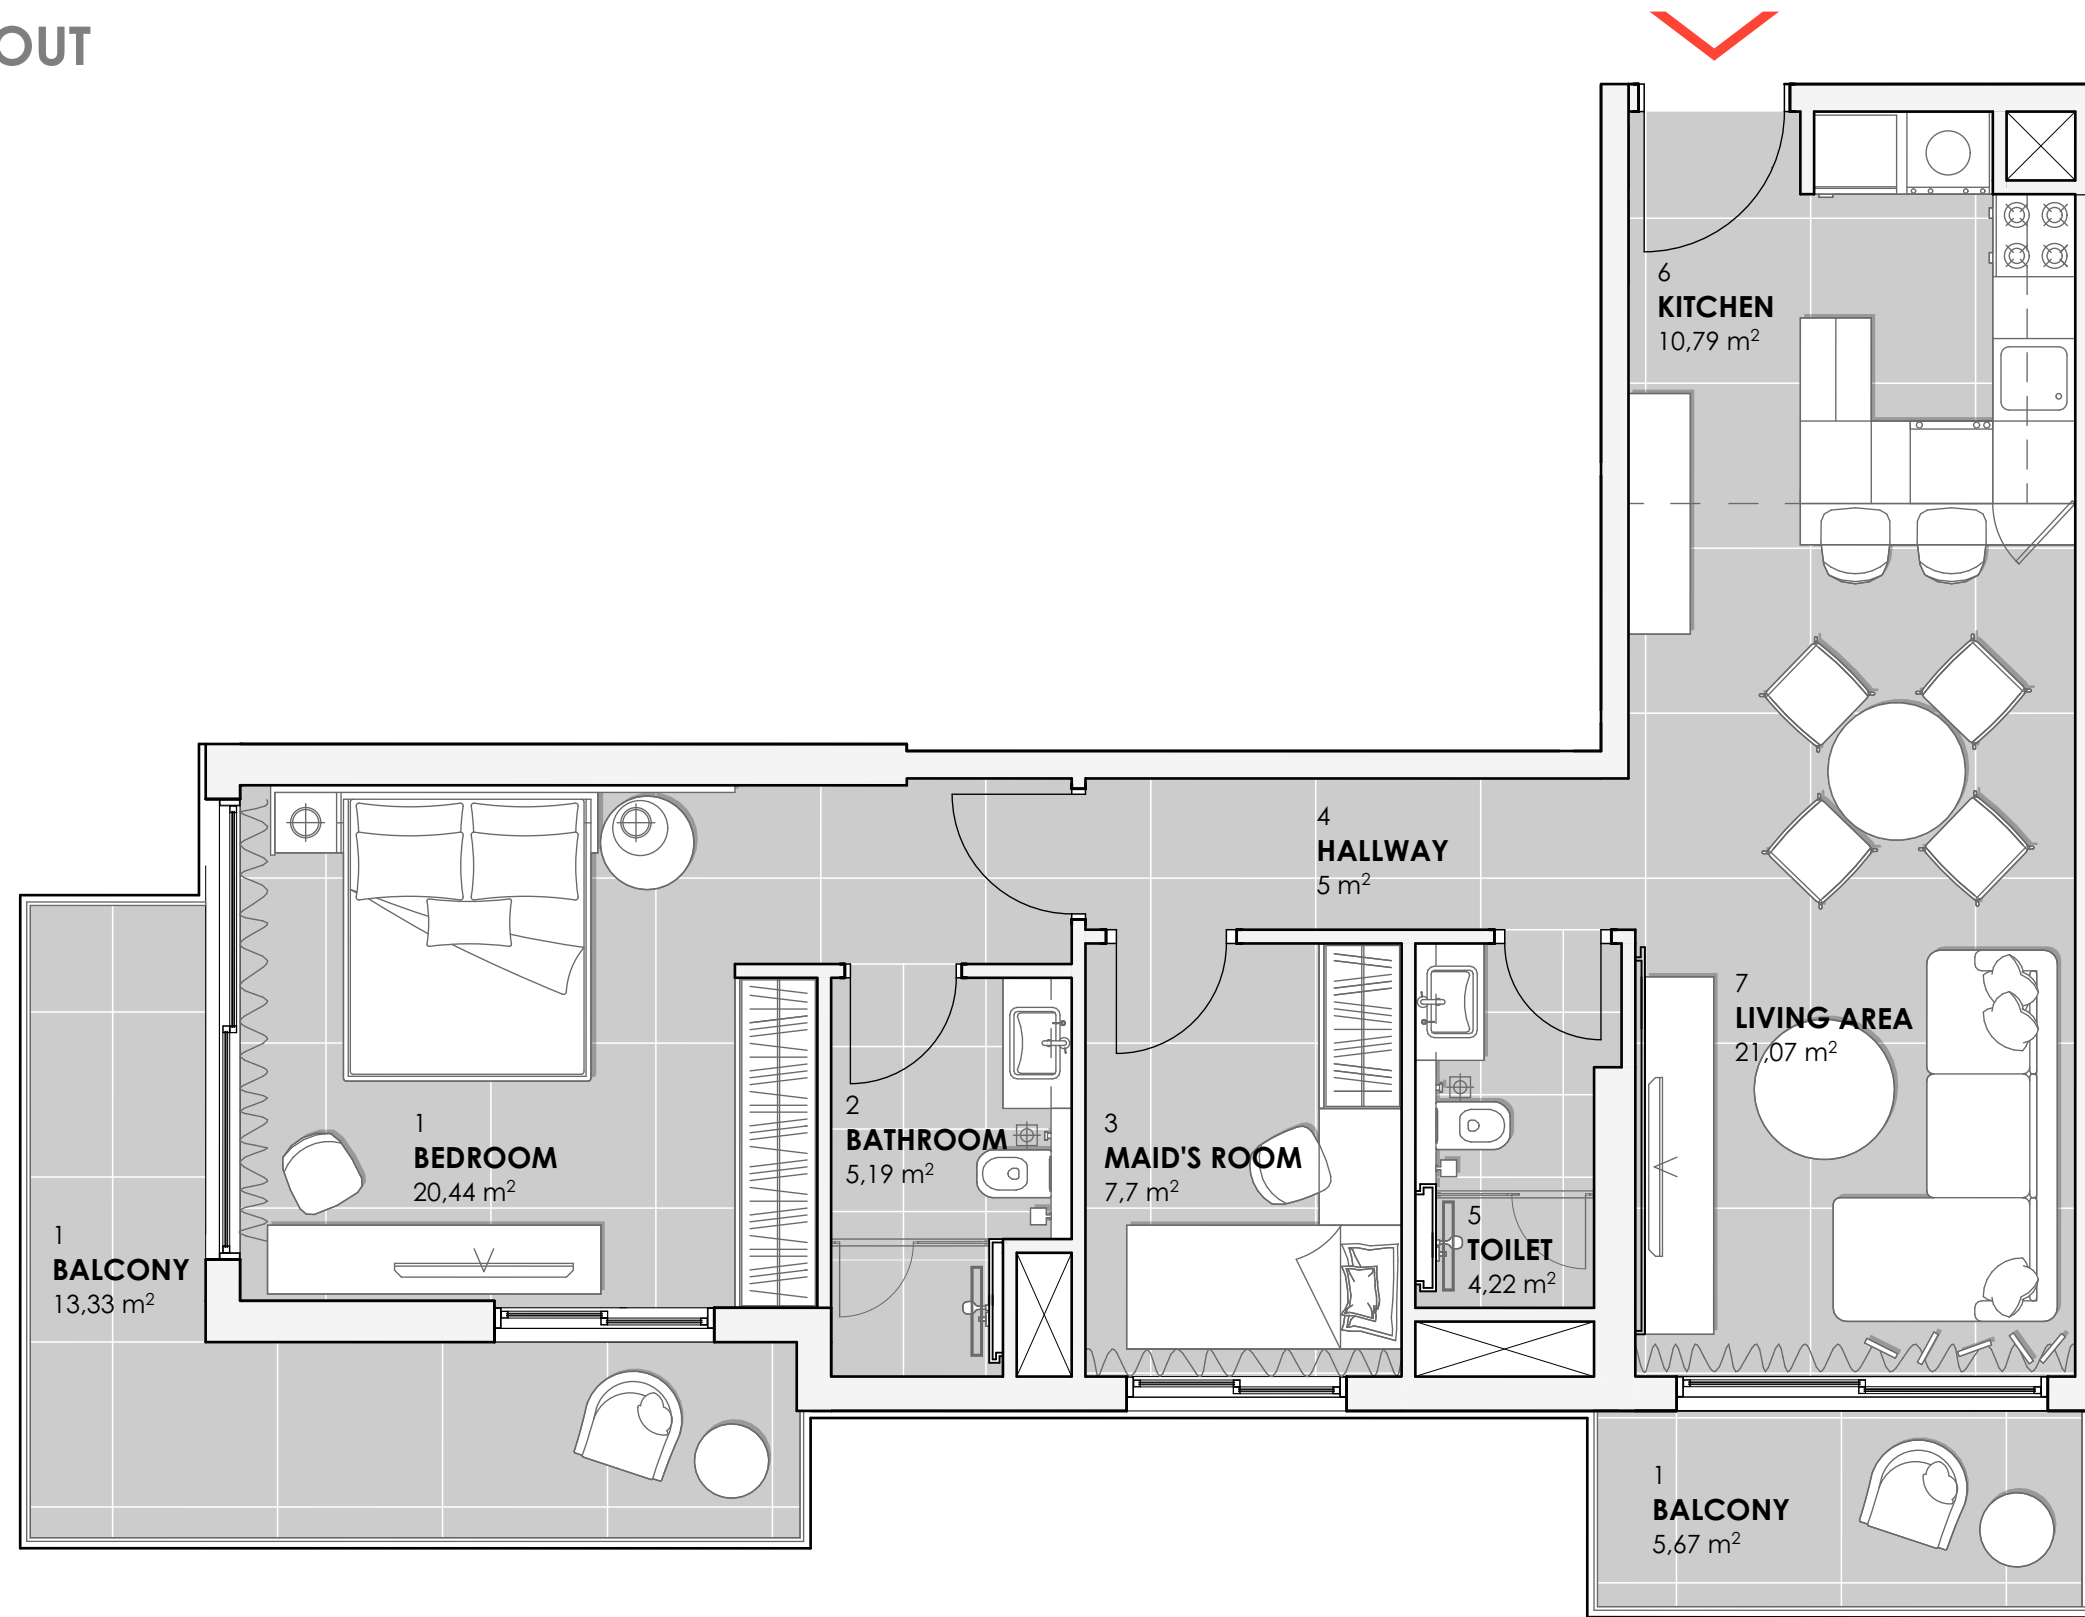 OUT
6
KITCHEN
10,79 m²
4
HALLWAY
5 m²
7
LIVING AREA
21,07 m²
1
BEDROOM
20,44 m²
2
BATHROOM
5,19 m²
3
MAID'S ROOM
7,7 m²
5
TOILET
4,22 m²
1
BALCONY
13,33 m²
1
BALCONY
5,67 m²